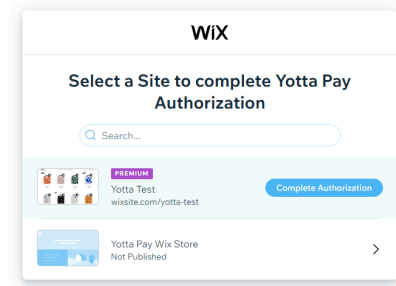 WiX
Select a Site to complete Yotta Pay
Authorization
Search...
PREMIUM
Yotta Test
wixsite.com/yotta-test
Complete Authorization
Yotta Pay Wix Store
Not Published